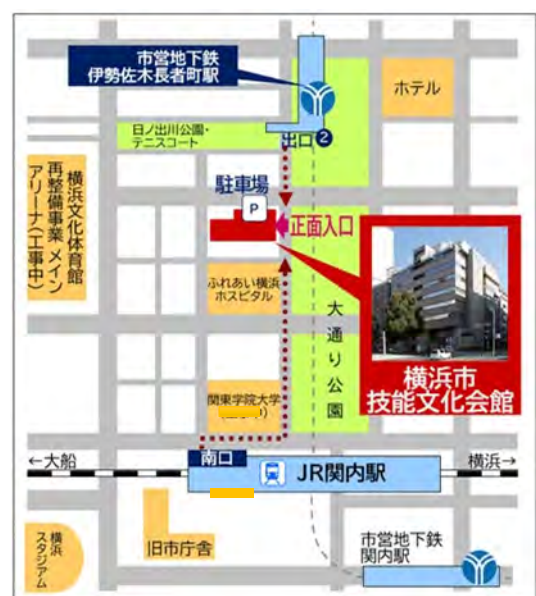 市営地下鉄
伊勢佐木長者町駅
ホテル
日ノ出川公園・
テニスコート
出口2
横浜文化体育館
再整備事業 メイン
アリーナ(工事中)
駐車場
P
正面入口
ふれあい横浜
ホスピタル
大通り公園
横浜市
技能文化会館
関東学院大学
←大船
南口
JR関内駅
横浜→
横浜
スタジアム
旧市庁舎
市営地下鉄
関内駅